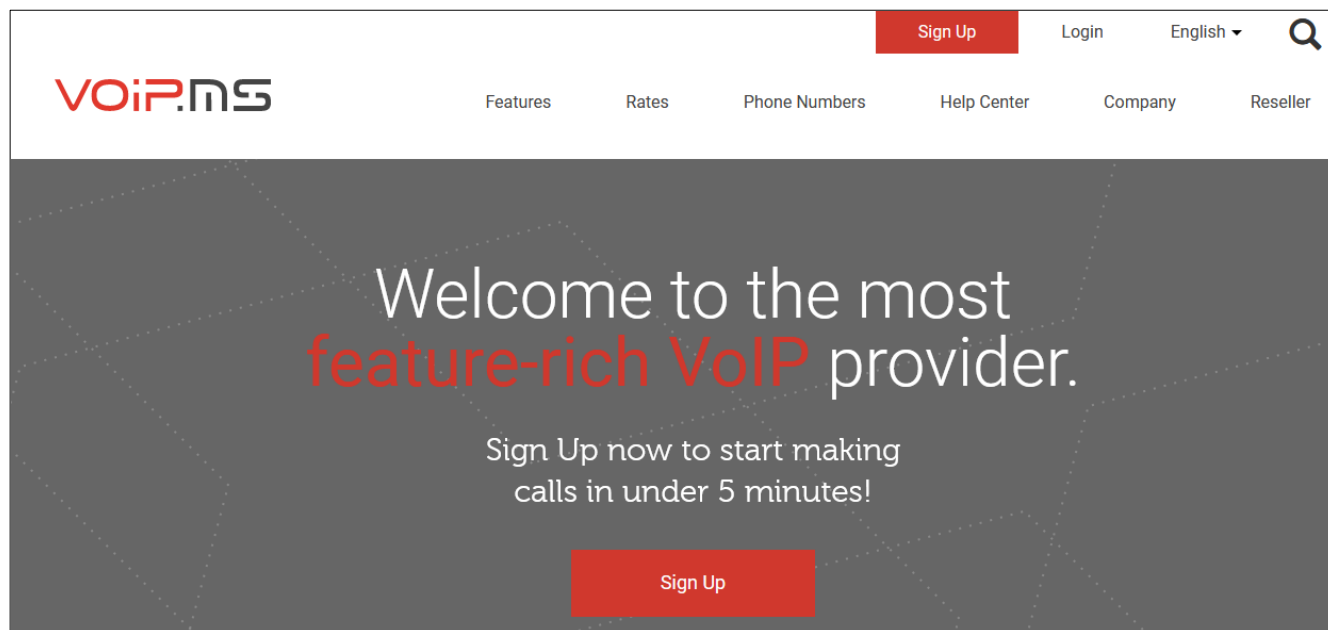 Sign Up Login English
VOiP.MS
Features Rates Phone Numbers Help Center Company Reseller
Welcome to the most
feature-rich VoIP provider.
Sign Up now to start making
calls in under 5 minutes!
Sign Up